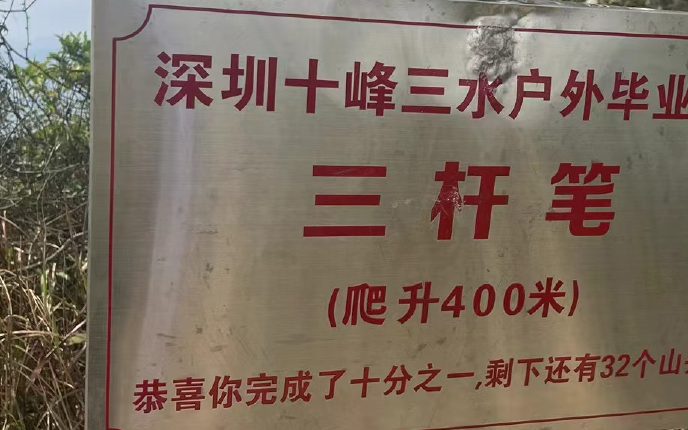 深圳十峰三水户外毕业
三杆笔
(爬升400米)
恭喜你完成了十分之一,剩下还有32个山